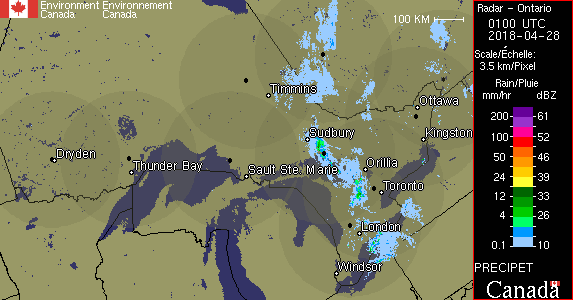 Environment Environnement
Canada Canada
100 KM
Radar - Ontario
0100 UTC
2018-04-28
Scale/Échelle:
3.5 km/Pixel
Rain/Pluie
mm/hr dBZ
200 61
100 52
50 46
24 39
12 33
4 26
0.1 10
PRECIPET
Canada
Timmins
Ottawa
Sudbury
Kingston
Dryden
Thunder Bay
Sault Ste. Marie
Orillia
Toronto
London
Windsor